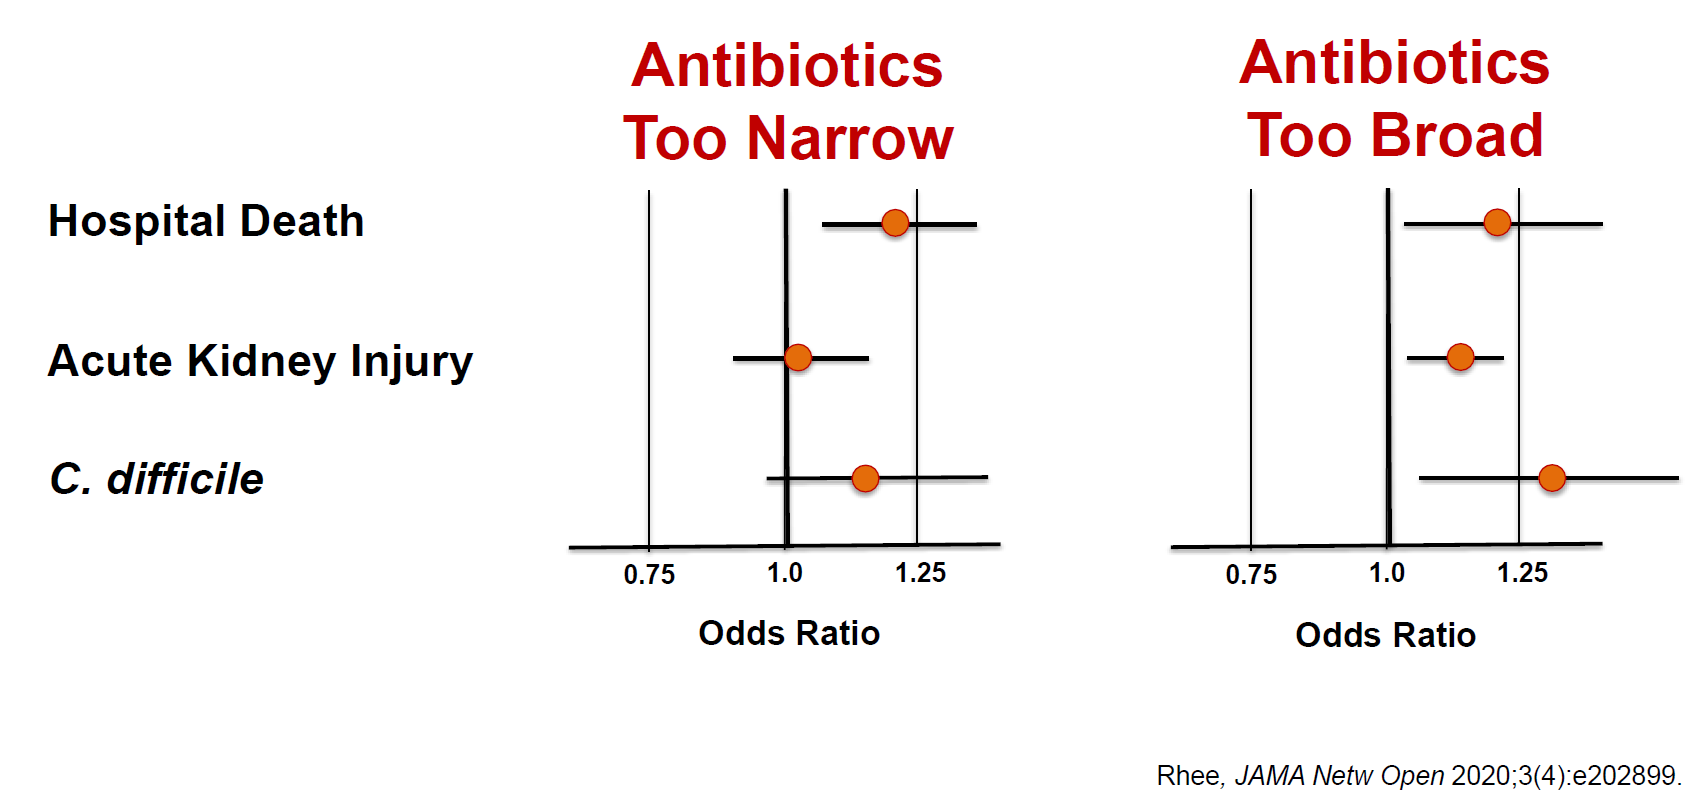 Antibiotics
Too Narrow
Antibiotics
Too Broad
Hospital Death
Acute Kidney Injury
C. difficile
0.75 1.0 1.25
0.75 1.0 1.25
Odds Ratio
Odds Ratio
Rhee, JAMA Netw Open 2020;3(4):e202899.